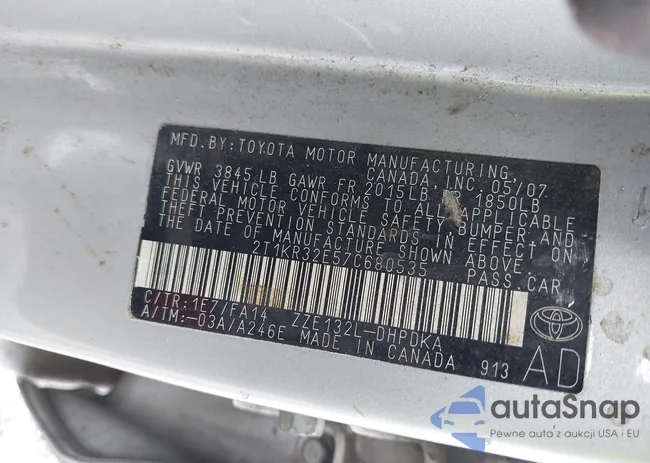 MFD.BY:TOYOTA MOTOR MANUFACTURING
CANADA, INC. 05/07
GVWR 3845 LB GAWR FR 2015LB 1850LB
THIS VEHICLE CONFORMS TO ALL APPLICABLE
FEDERAL MOTOR VEHICLE SAFETY, BUMPER, AND
THEFT PREVENTION STANDARDS IN EFFECT ON
THE DATE OF MANUFACTURE SHOWN ABOVE.
2T1KR32E57C680535 PASS.CAR
C/TR:1E7/FA14 ZZE132L-DHPDKA
A/TM:-03A/A246E MADE IN CANADA 913
AD
autaSnap
Pewne auta z aukcji USA i EU